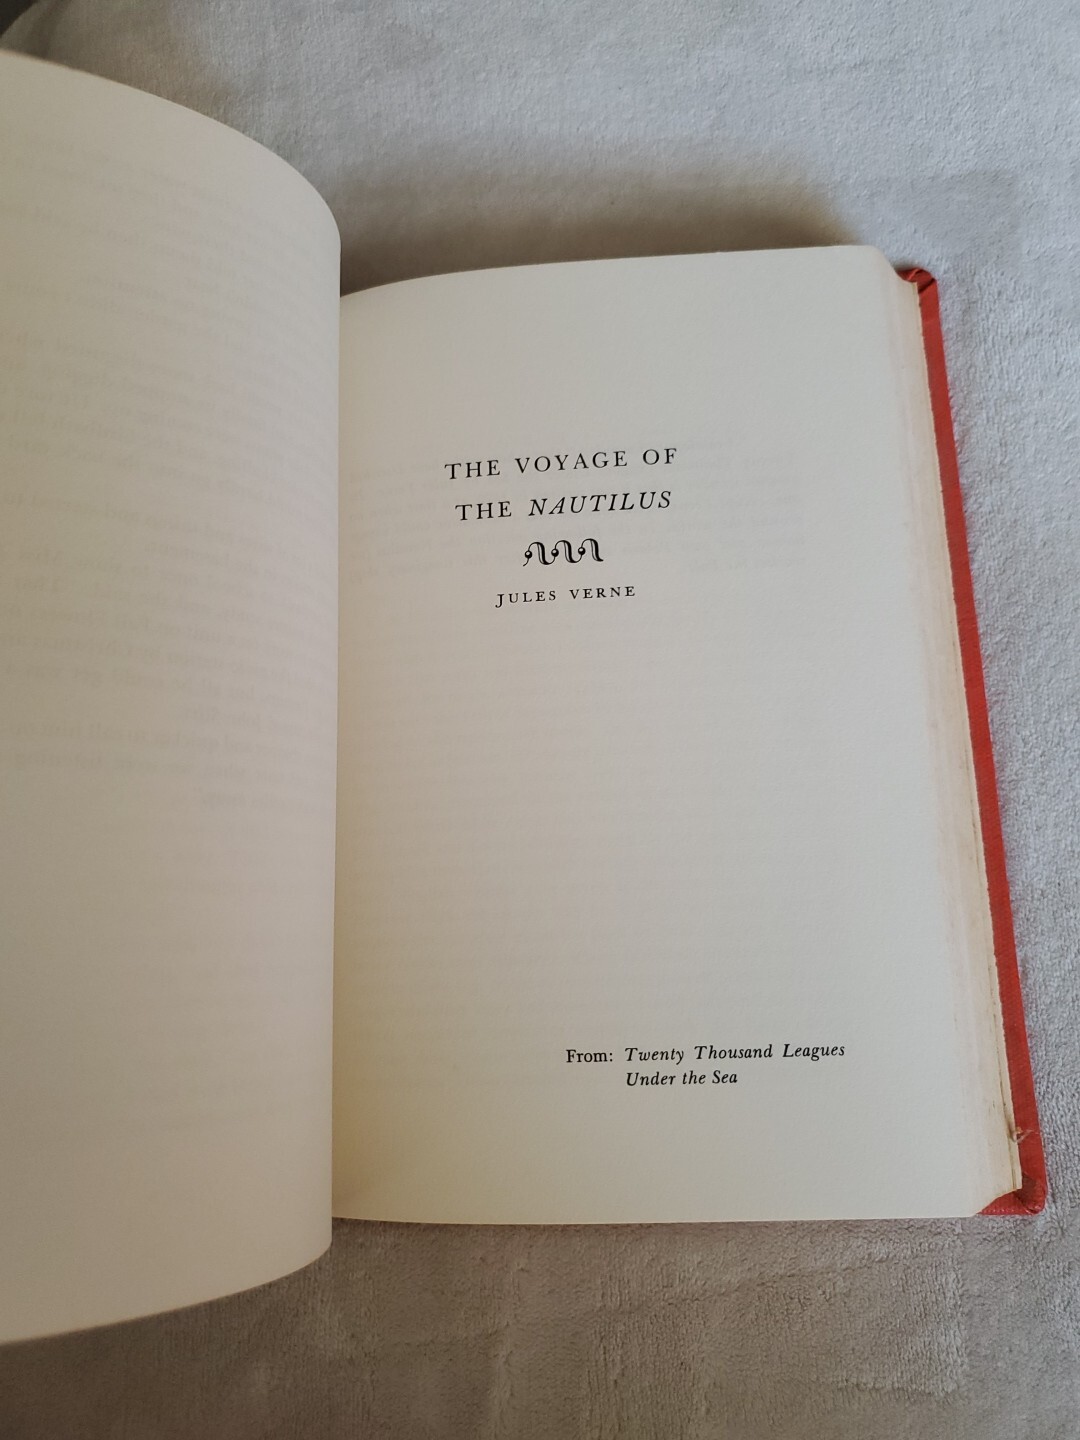 THE VOYAGE OF
THE NAUTILUS
JULES VERNE
From: Twenty Thousand Leagues
Under the Sea